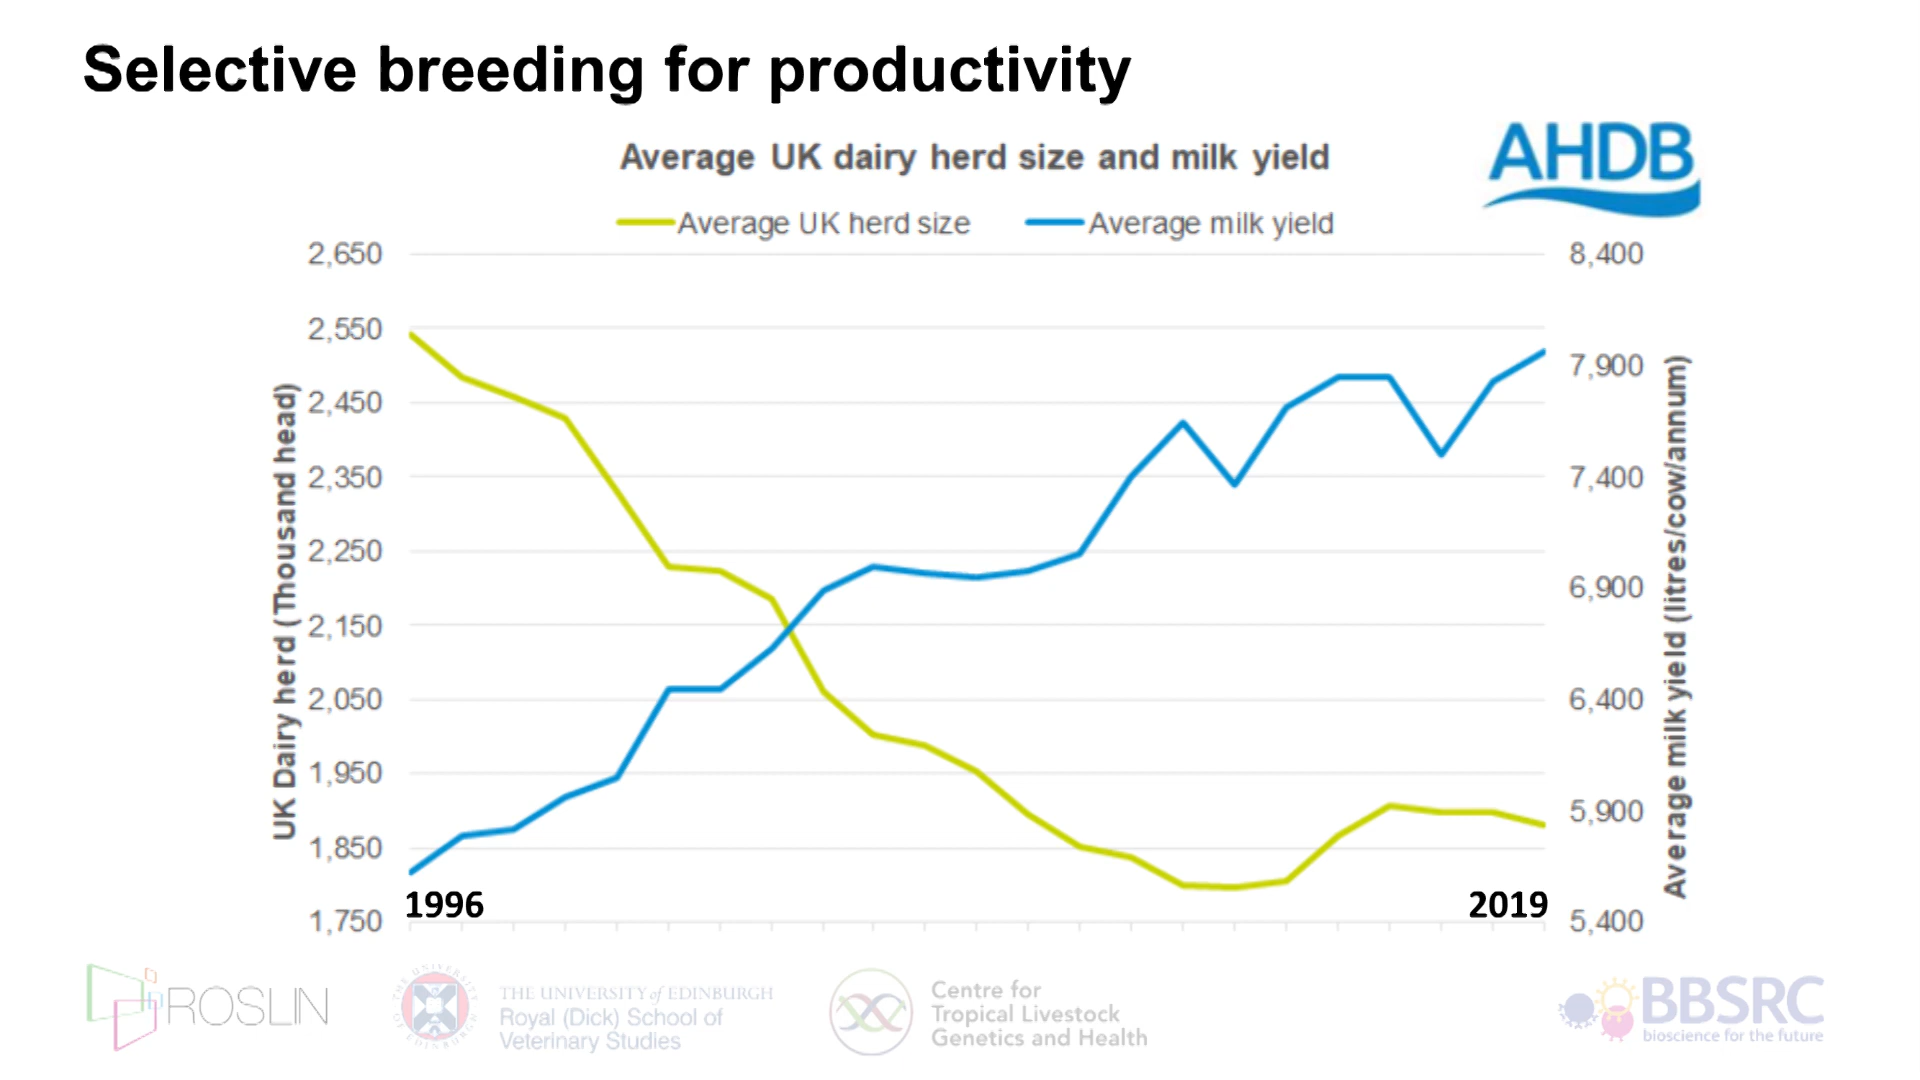 Selective breeding for productivity
Average UK dairy herd size and milk yield
AHDB
Average UK herd size
Average milk yield
2,650
2,550
2,450
2,350
2,250
2,150
2,050
1,950
1,850
1,750
UK Dairy herd (Thousand head)
8,400
7,900
7,400
6,900
6,400
5,900
5,400
Average milk yield (litres/cow/annum)
1996
2019
ROSLIN
THE UNIVERSITY of EDINBURGH
Royal (Dick) School of
Veterinary Studies
Centre for
Tropical Livestock
Genetics and Health
BBSRC
bioscience for the future